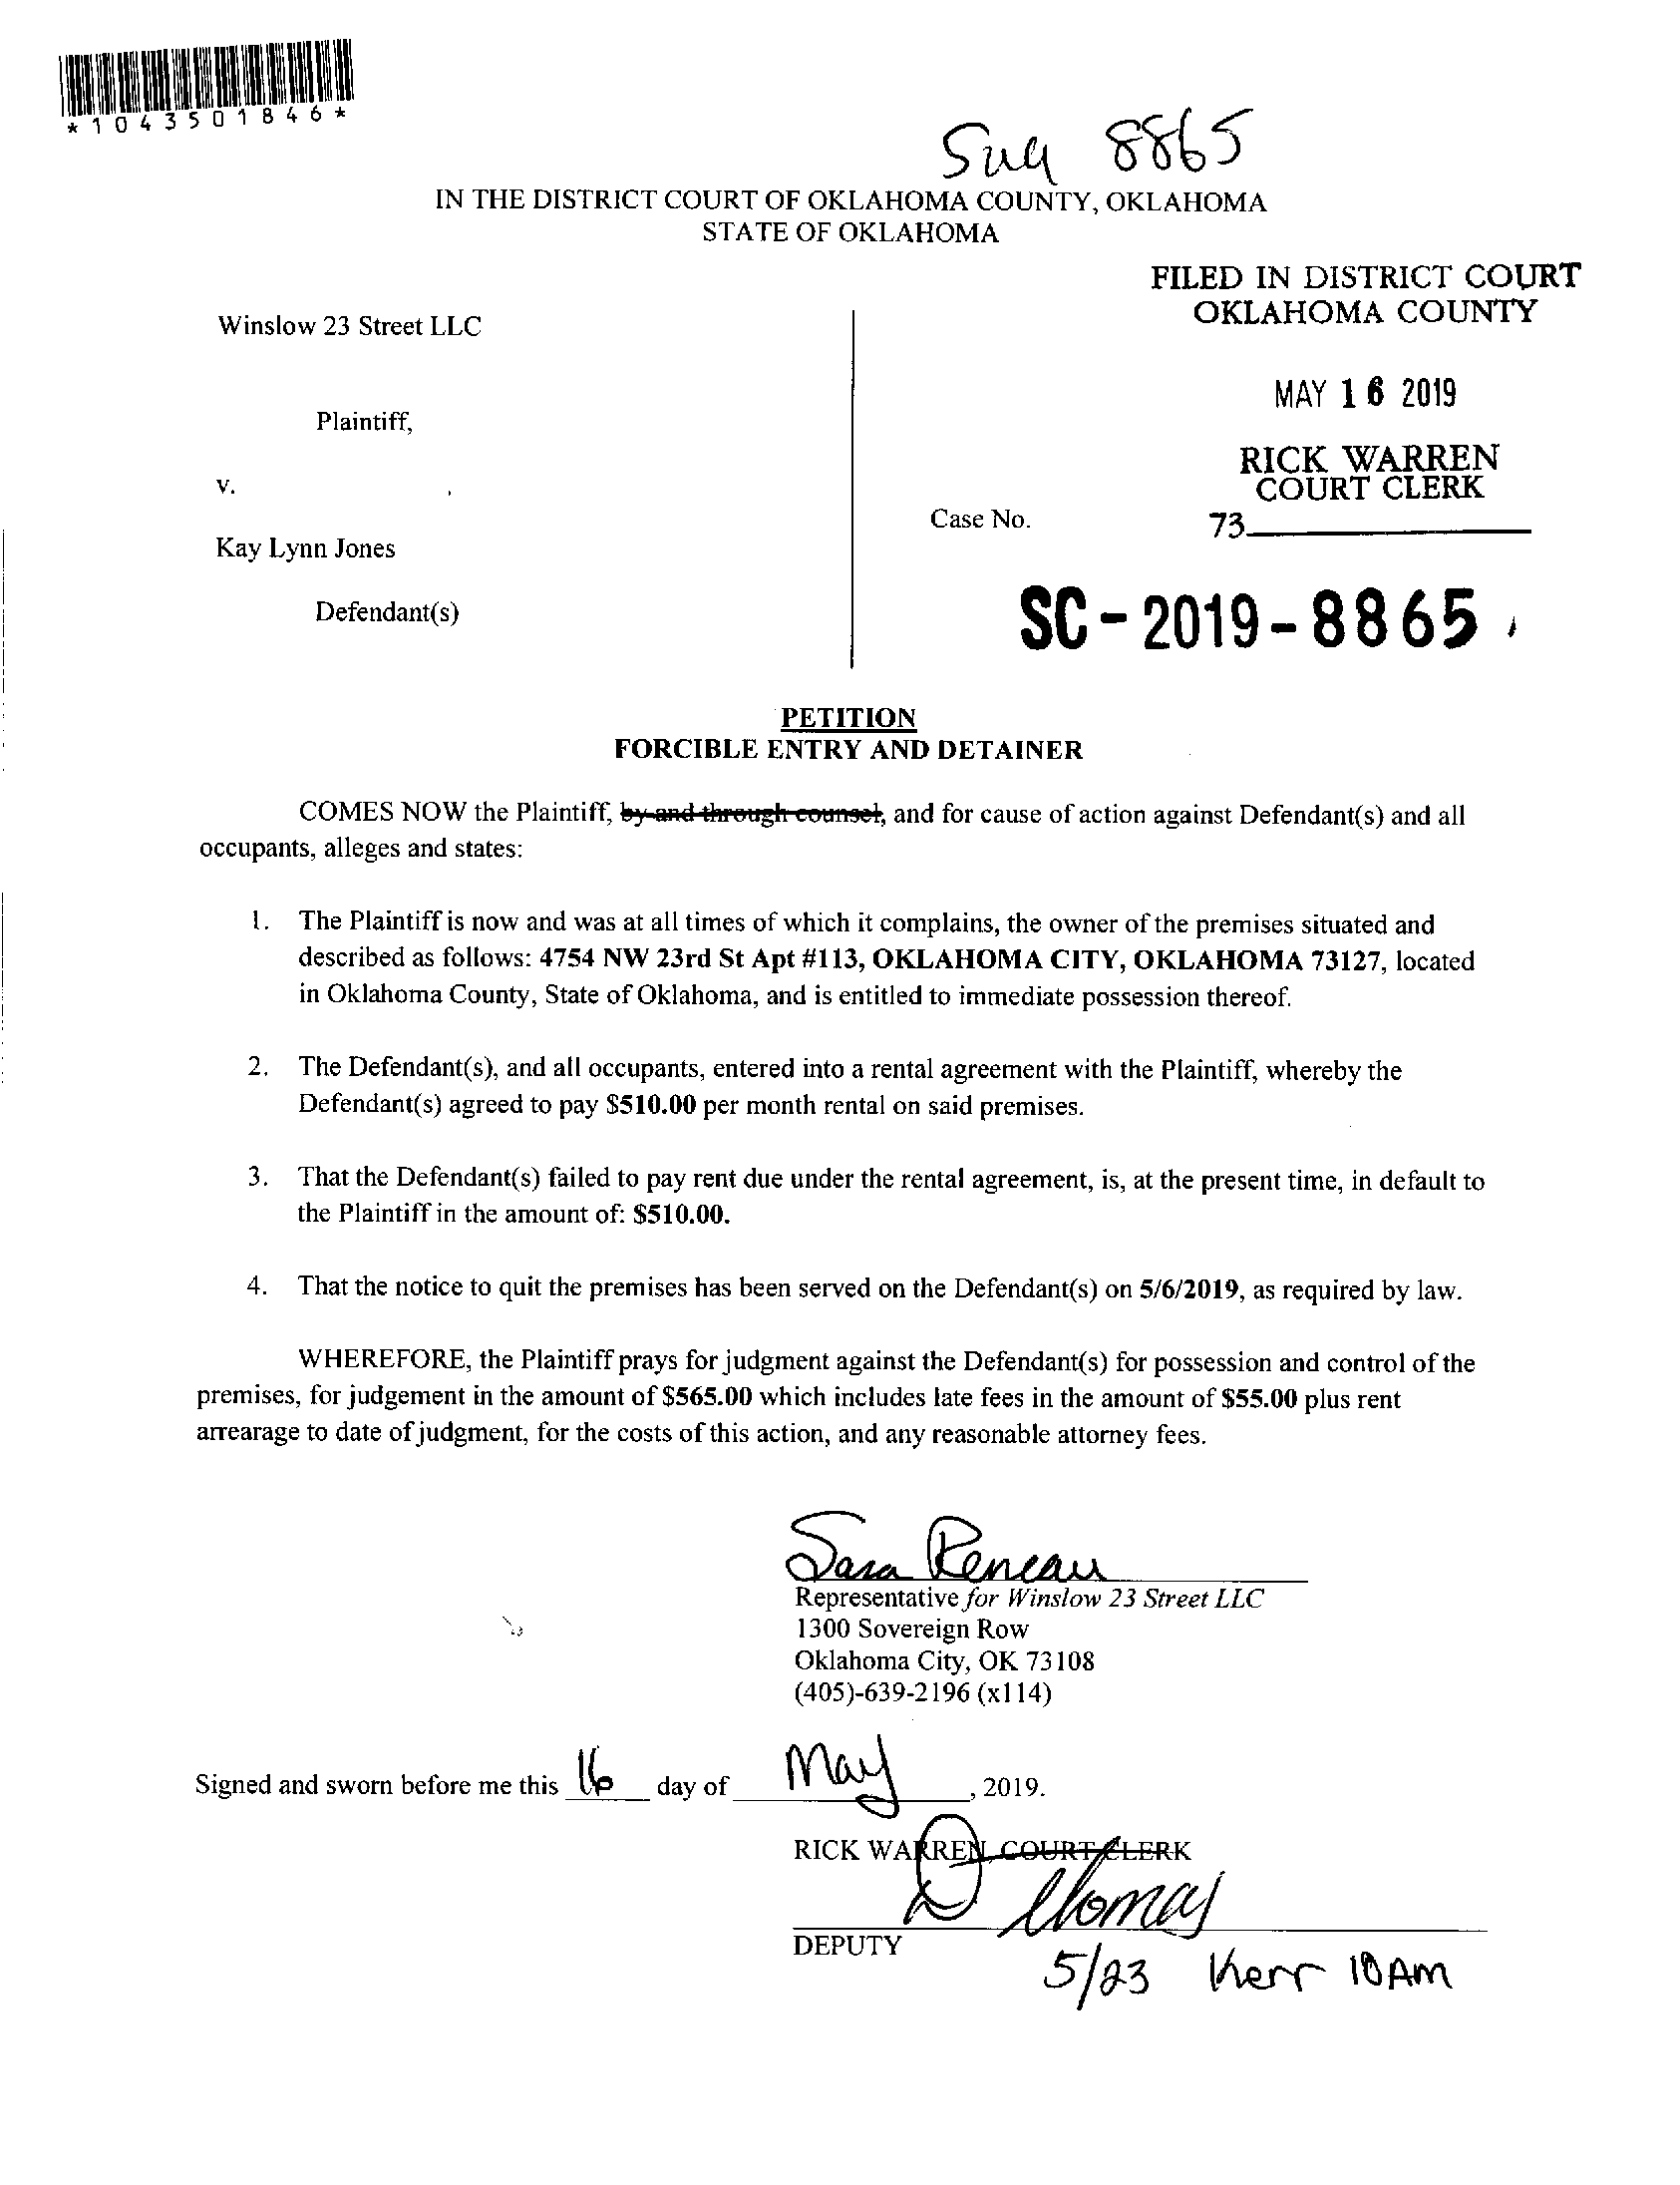 *1043501846*
8865
IN THE DISTRICT COURT OF OKLAHOMA COUNTY, OKLAHOMA
STATE OF OKLAHOMA
FILED IN DISTRICT COURT
OKLAHOMA COUNTY
Winslow 23 Street LLC
MAY 16 2019
Plaintiff,
RICK WARREN
COURT CLERK
v.
Case No.
73
Kay Lynn Jones
Defendant(s)
SC-2019-8865
PETITION
FORCIBLE ENTRY AND DETAINER
COMES NOW the Plaintiff, by and through counsel, and for cause of action against Defendant(s) and all
occupants, alleges and states:
1. The Plaintiff is now and was at all times of which it complains, the owner of the premises situated and
described as follows: 4754 NW 23rd St Apt #113, OKLAHOMA CITY, OKLAHOMA 73127, located
in Oklahoma County, State of Oklahoma, and is entitled to immediate possession thereof.
2. The Defendant(s), and all occupants, entered into a rental agreement with the Plaintiff, whereby the
Defendant(s) agreed to pay $510.00 per month rental on said premises.
3. That the Defendant(s) failed to pay rent due under the rental agreement, is, at the present time, in default to
the Plaintiff in the amount of: $510.00.
4. That the notice to quit the premises has been served on the Defendant(s) on 5/6/2019, as required by law.
WHEREFORE, the Plaintiff prays for judgment against the Defendant(s) for possession and control of the
premises, for judgement in the amount of $565.00 which includes late fees in the amount of $55.00 plus rent
arrearage to date of judgment, for the costs of this action, and any reasonable attorney fees.
Sara Reneau
Representative for Winslow 23 Street LLC
1300 Sovereign Row
Oklahoma City, OK 73108
(405)-639-2196 (x114)
Signed and sworn before me this 16 day of May, 2019.
RICK WARREN, COURT CLERK
D Thomas
DEPUTY
5/23 Kerr 10AM